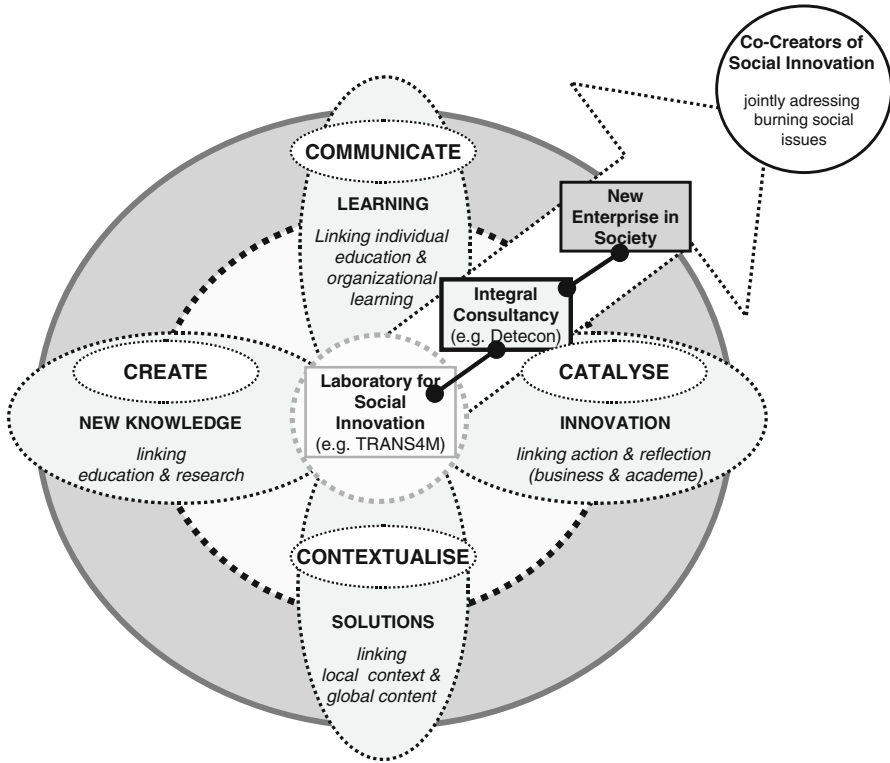 Co-Creators of
Social Innovation
jointly adressing
burning social
issues
COMMUNICATE
LEARNING
Linking individual
education &
organizational
learning
New
Enterprise in
Society
Integral
Consultancy
(e.g. Detecon)
CREATE
NEW KNOWLEDGE
linking
education & research
Laboratory for
Social
Innovation
(e.g. TRANS4M)
CATALYSE
INNOVATION
linking action & reflection
(business & academe)
CONTEXTUALISE
SOLUTIONS
linking
local context &
global content